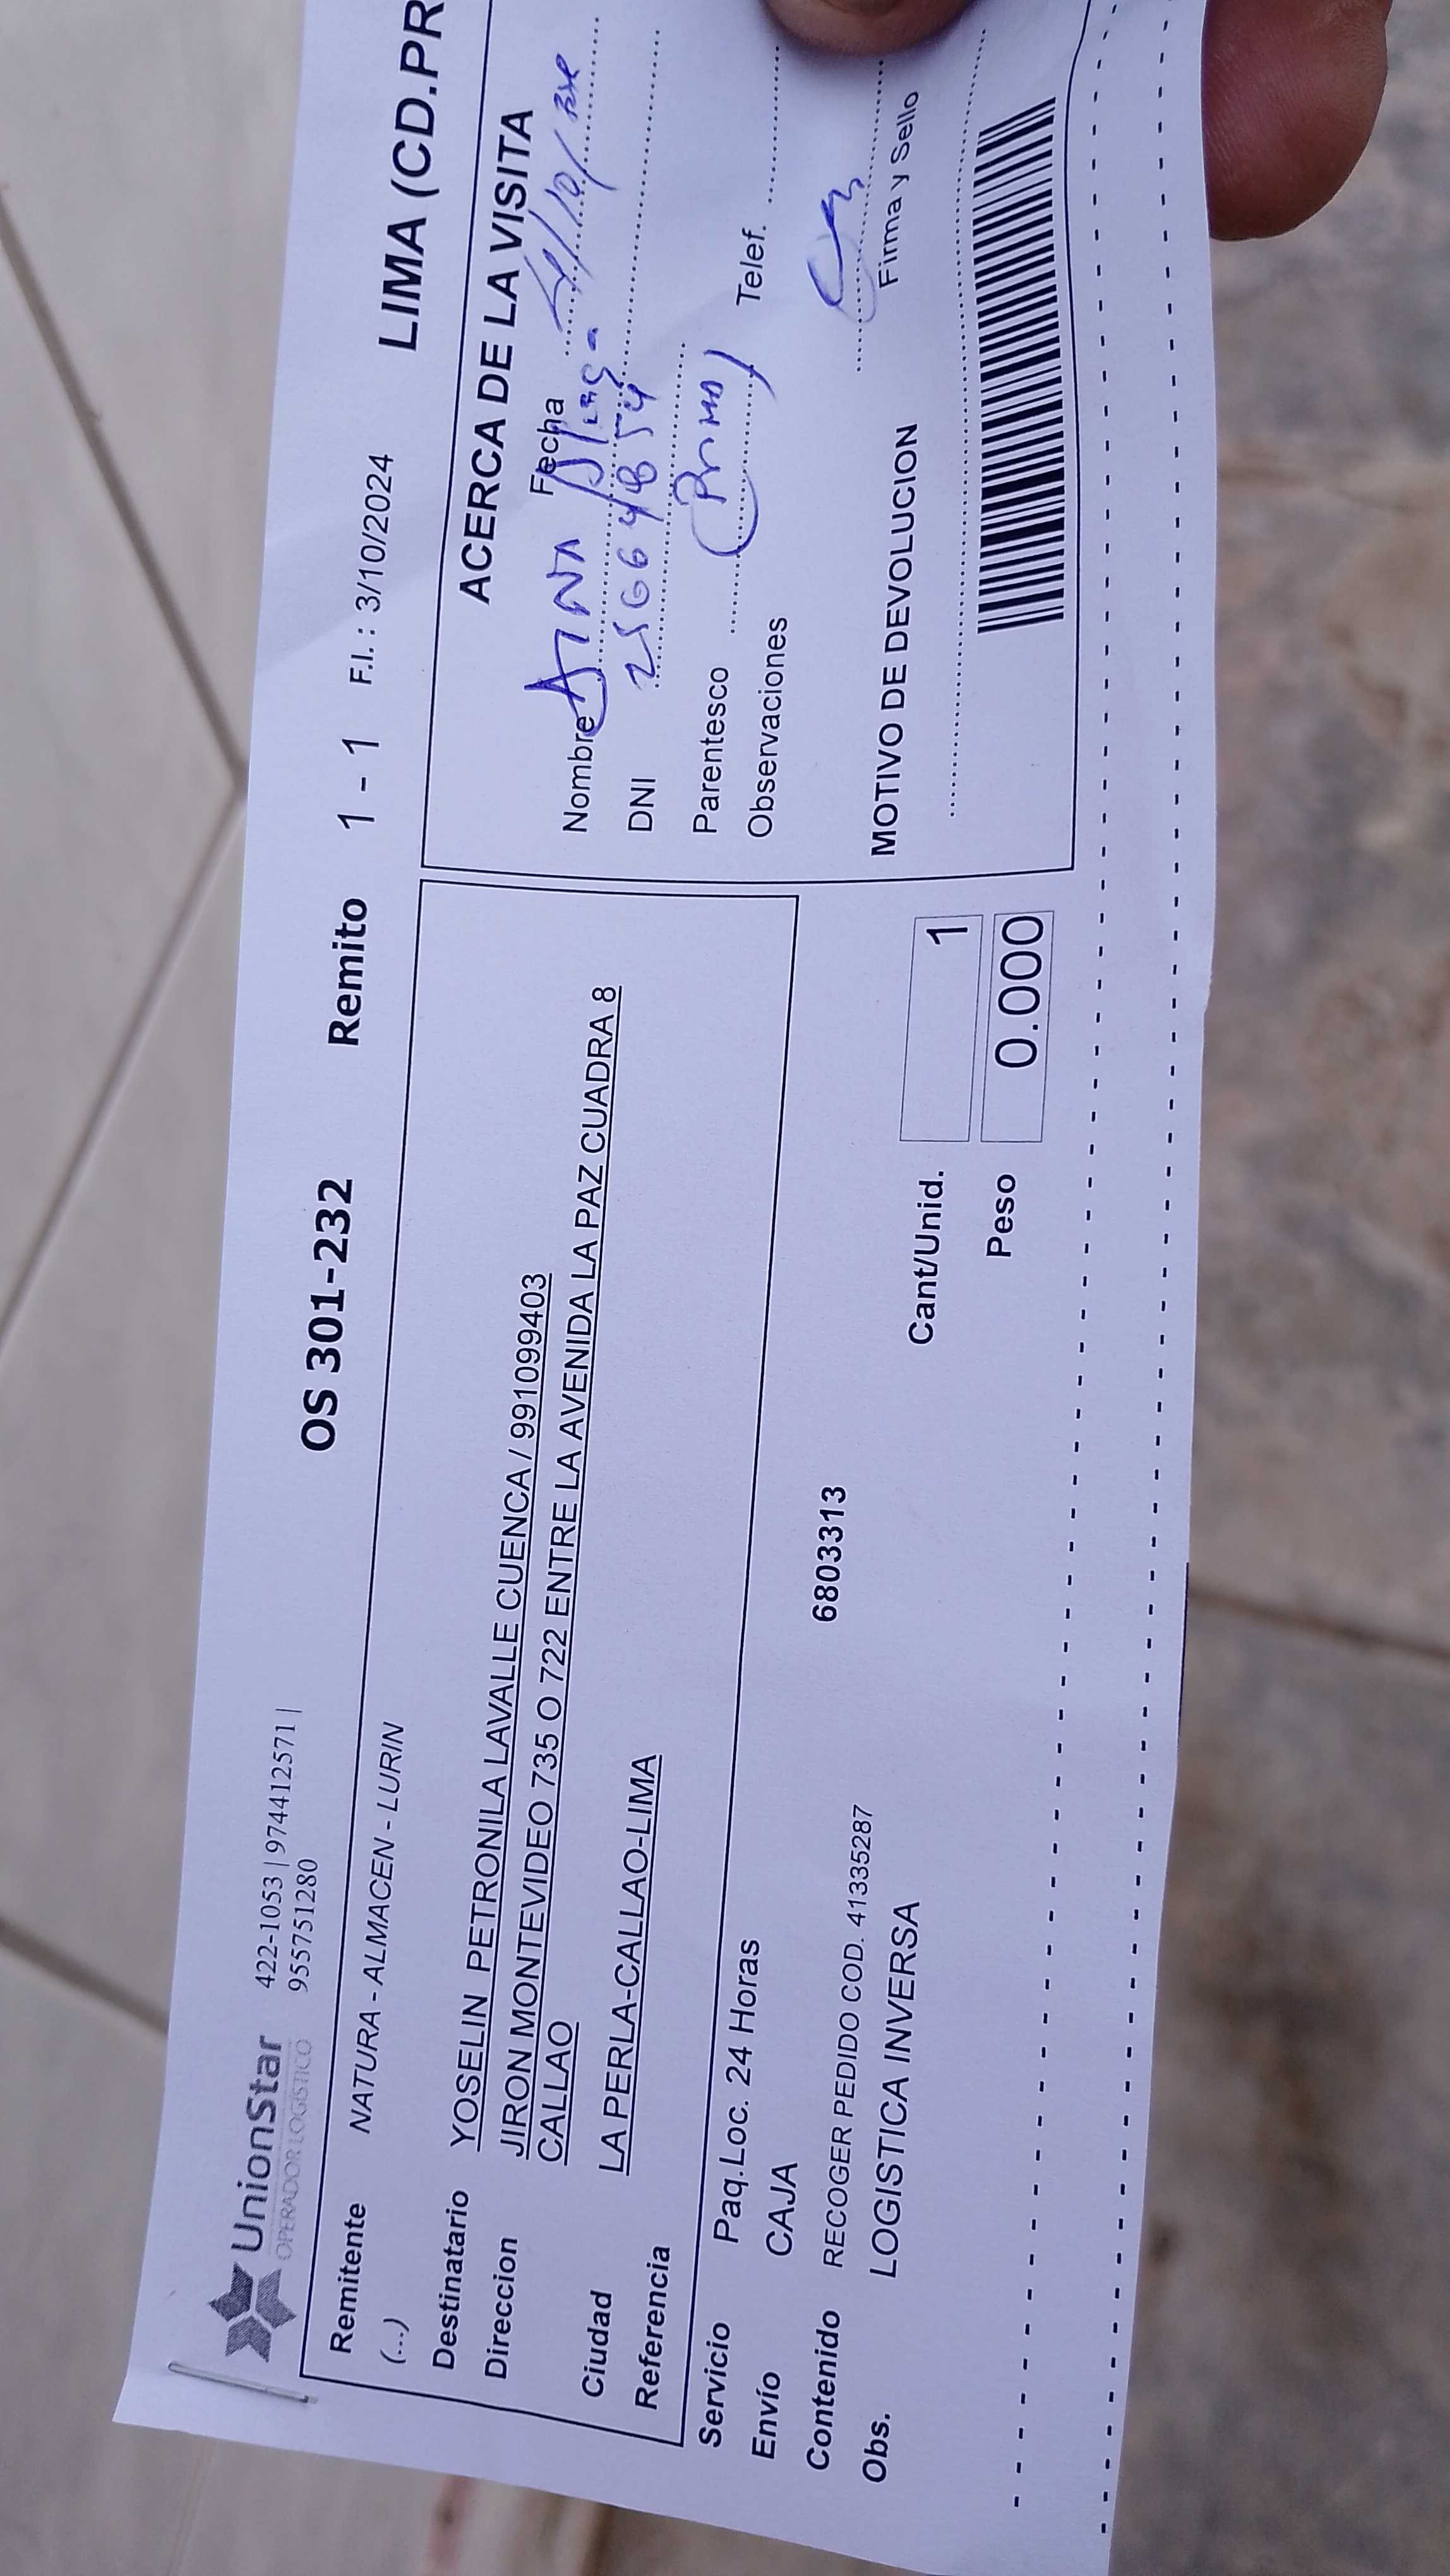 UnionStar
OPERADOR LOGISTICO
422-1053 | 974412571 |
955751280
OS 301-232 Remito 1 - 1 F.I. : 3/10/2024 LIMA (CD.PR
Remitente NATURA - ALMACEN - LURIN
(...)
Destinatario YOSELIN PETRONILA LAVALLE CUENCA / 991099403
Direccion JIRON MONTEVIDEO 735 O 722 ENTRE LA AVENIDA LA PAZ CUADRA 8
CALLAO
Ciudad LA PERLA-CALLAO-LIMA
Referencia
Servicio Paq.Loc. 24 Horas
Envío CAJA
Contenido RECOGER PEDIDO COD. 41335287
6803313
Obs. LOGISTICA INVERSA
Cant/Unid. 1
Peso 0.000
ACERCA DE LA VISITA
Fecha
Nombre
DNI
Parentesco
Telef.
Observaciones
Firma y Sello
MOTIVO DE DEVOLUCION